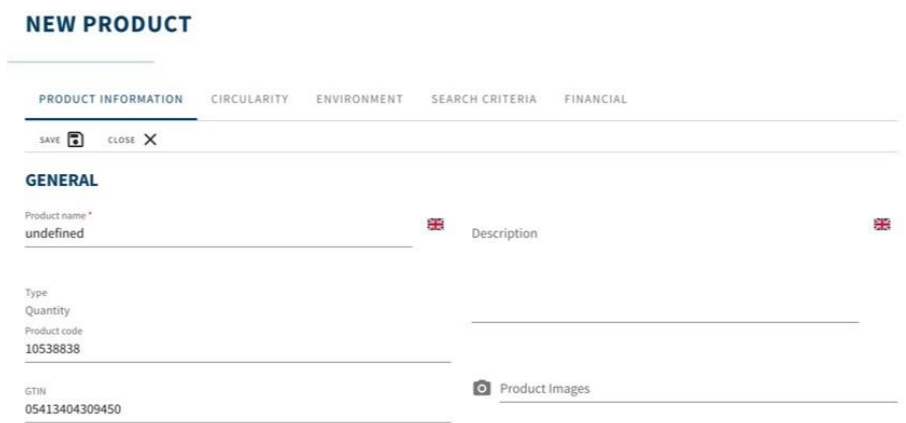 NEW PRODUCT
PRODUCT INFORMATION CIRCULARITY ENVIRONMENT SEARCH CRITERIA FINANCIAL
SAVE CLOSE
GENERAL
Product name *
undefined
Description
Type
Quantity
Product code
10538838
Product Images
GTIN
05413404309450